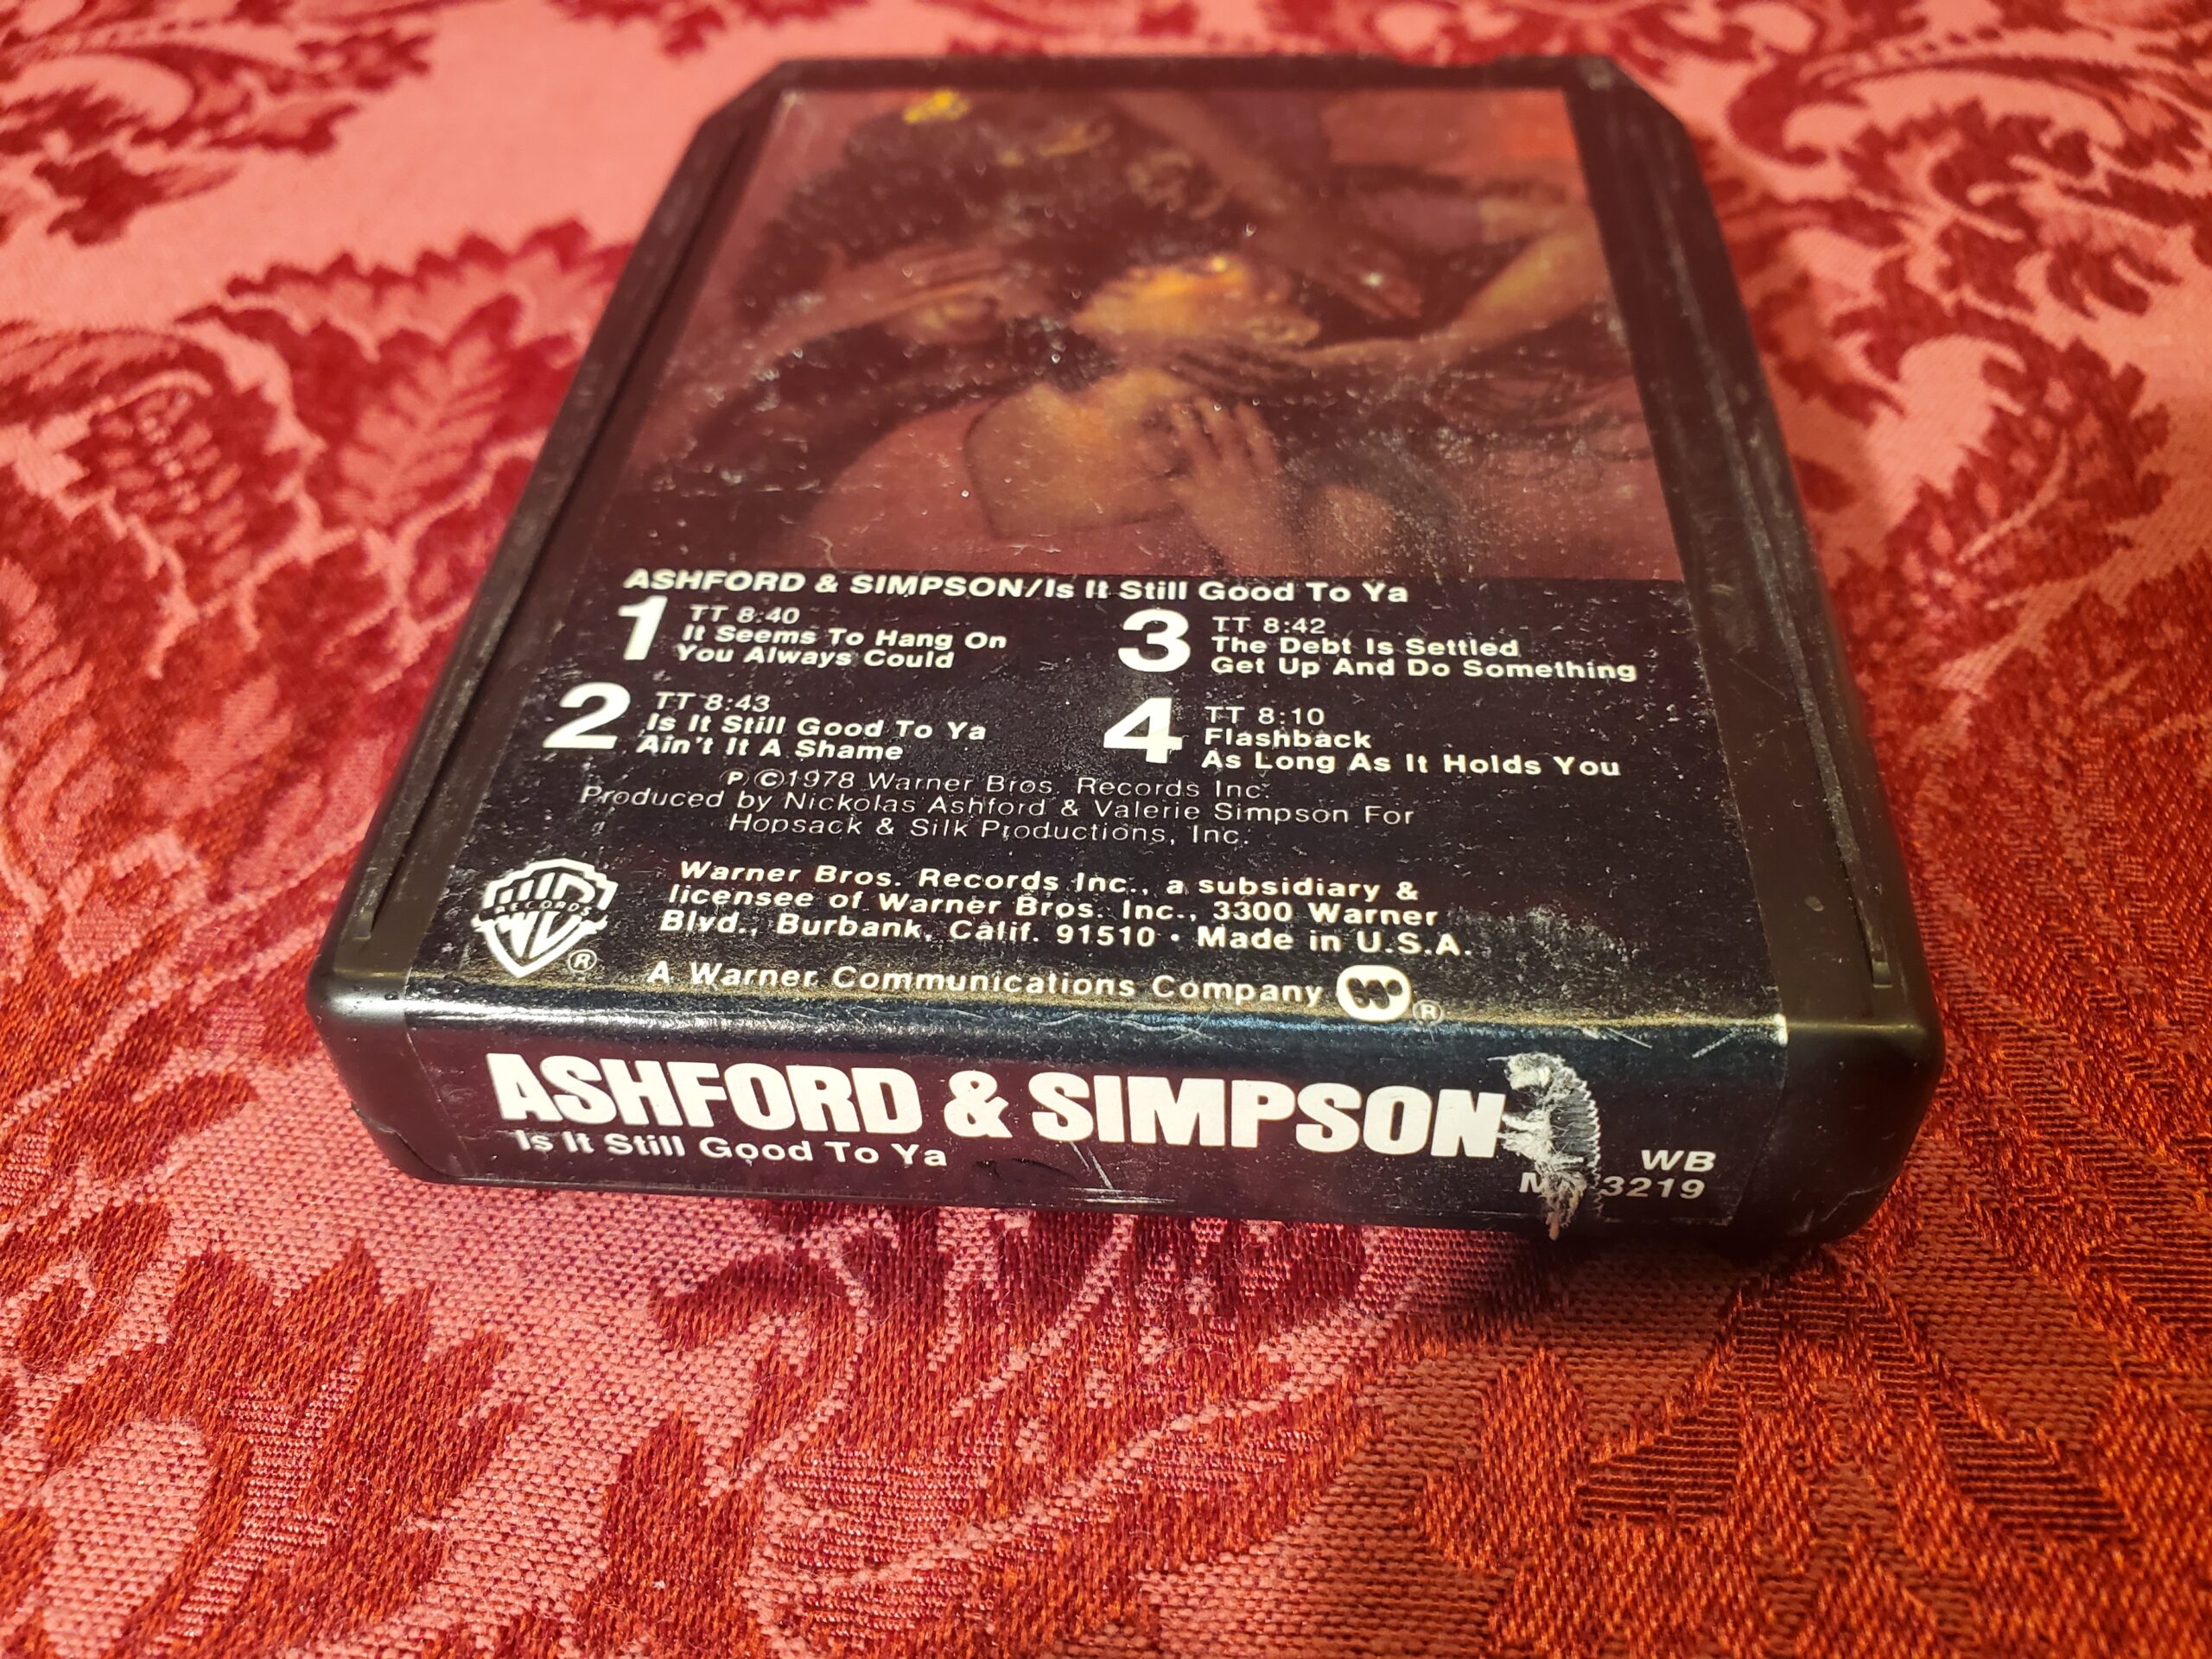 ASHFORD & SIMPSON/Is It Still Good To Ya
1 TT 8:40
It Seems To Hang On
You Always Could
2 TT 8:43
Is It Still Good To Ya
Ain't It A Shame
3 TT 8:42
The Debt Is Settled
Get Up And Do Something
4 TT 8:10
Flashback
As Long As It Holds You
Ⓟ©1978 Warner Bros. Records Inc.
Produced by Nickolas Ashford & Valerie Simpson For
Hopsack & Silk Productions, Inc.
RECORDS
®
Warner Bros. Records Inc., a subsidiary &
licensee of Warner Bros. Inc., 3300 Warner
Blvd., Burbank, Calif. 91510 • Made in U.S.A.
A Warner Communications Company ®
ASHFORD & SIMPSON
Is It Still Good To Ya
WB
3219